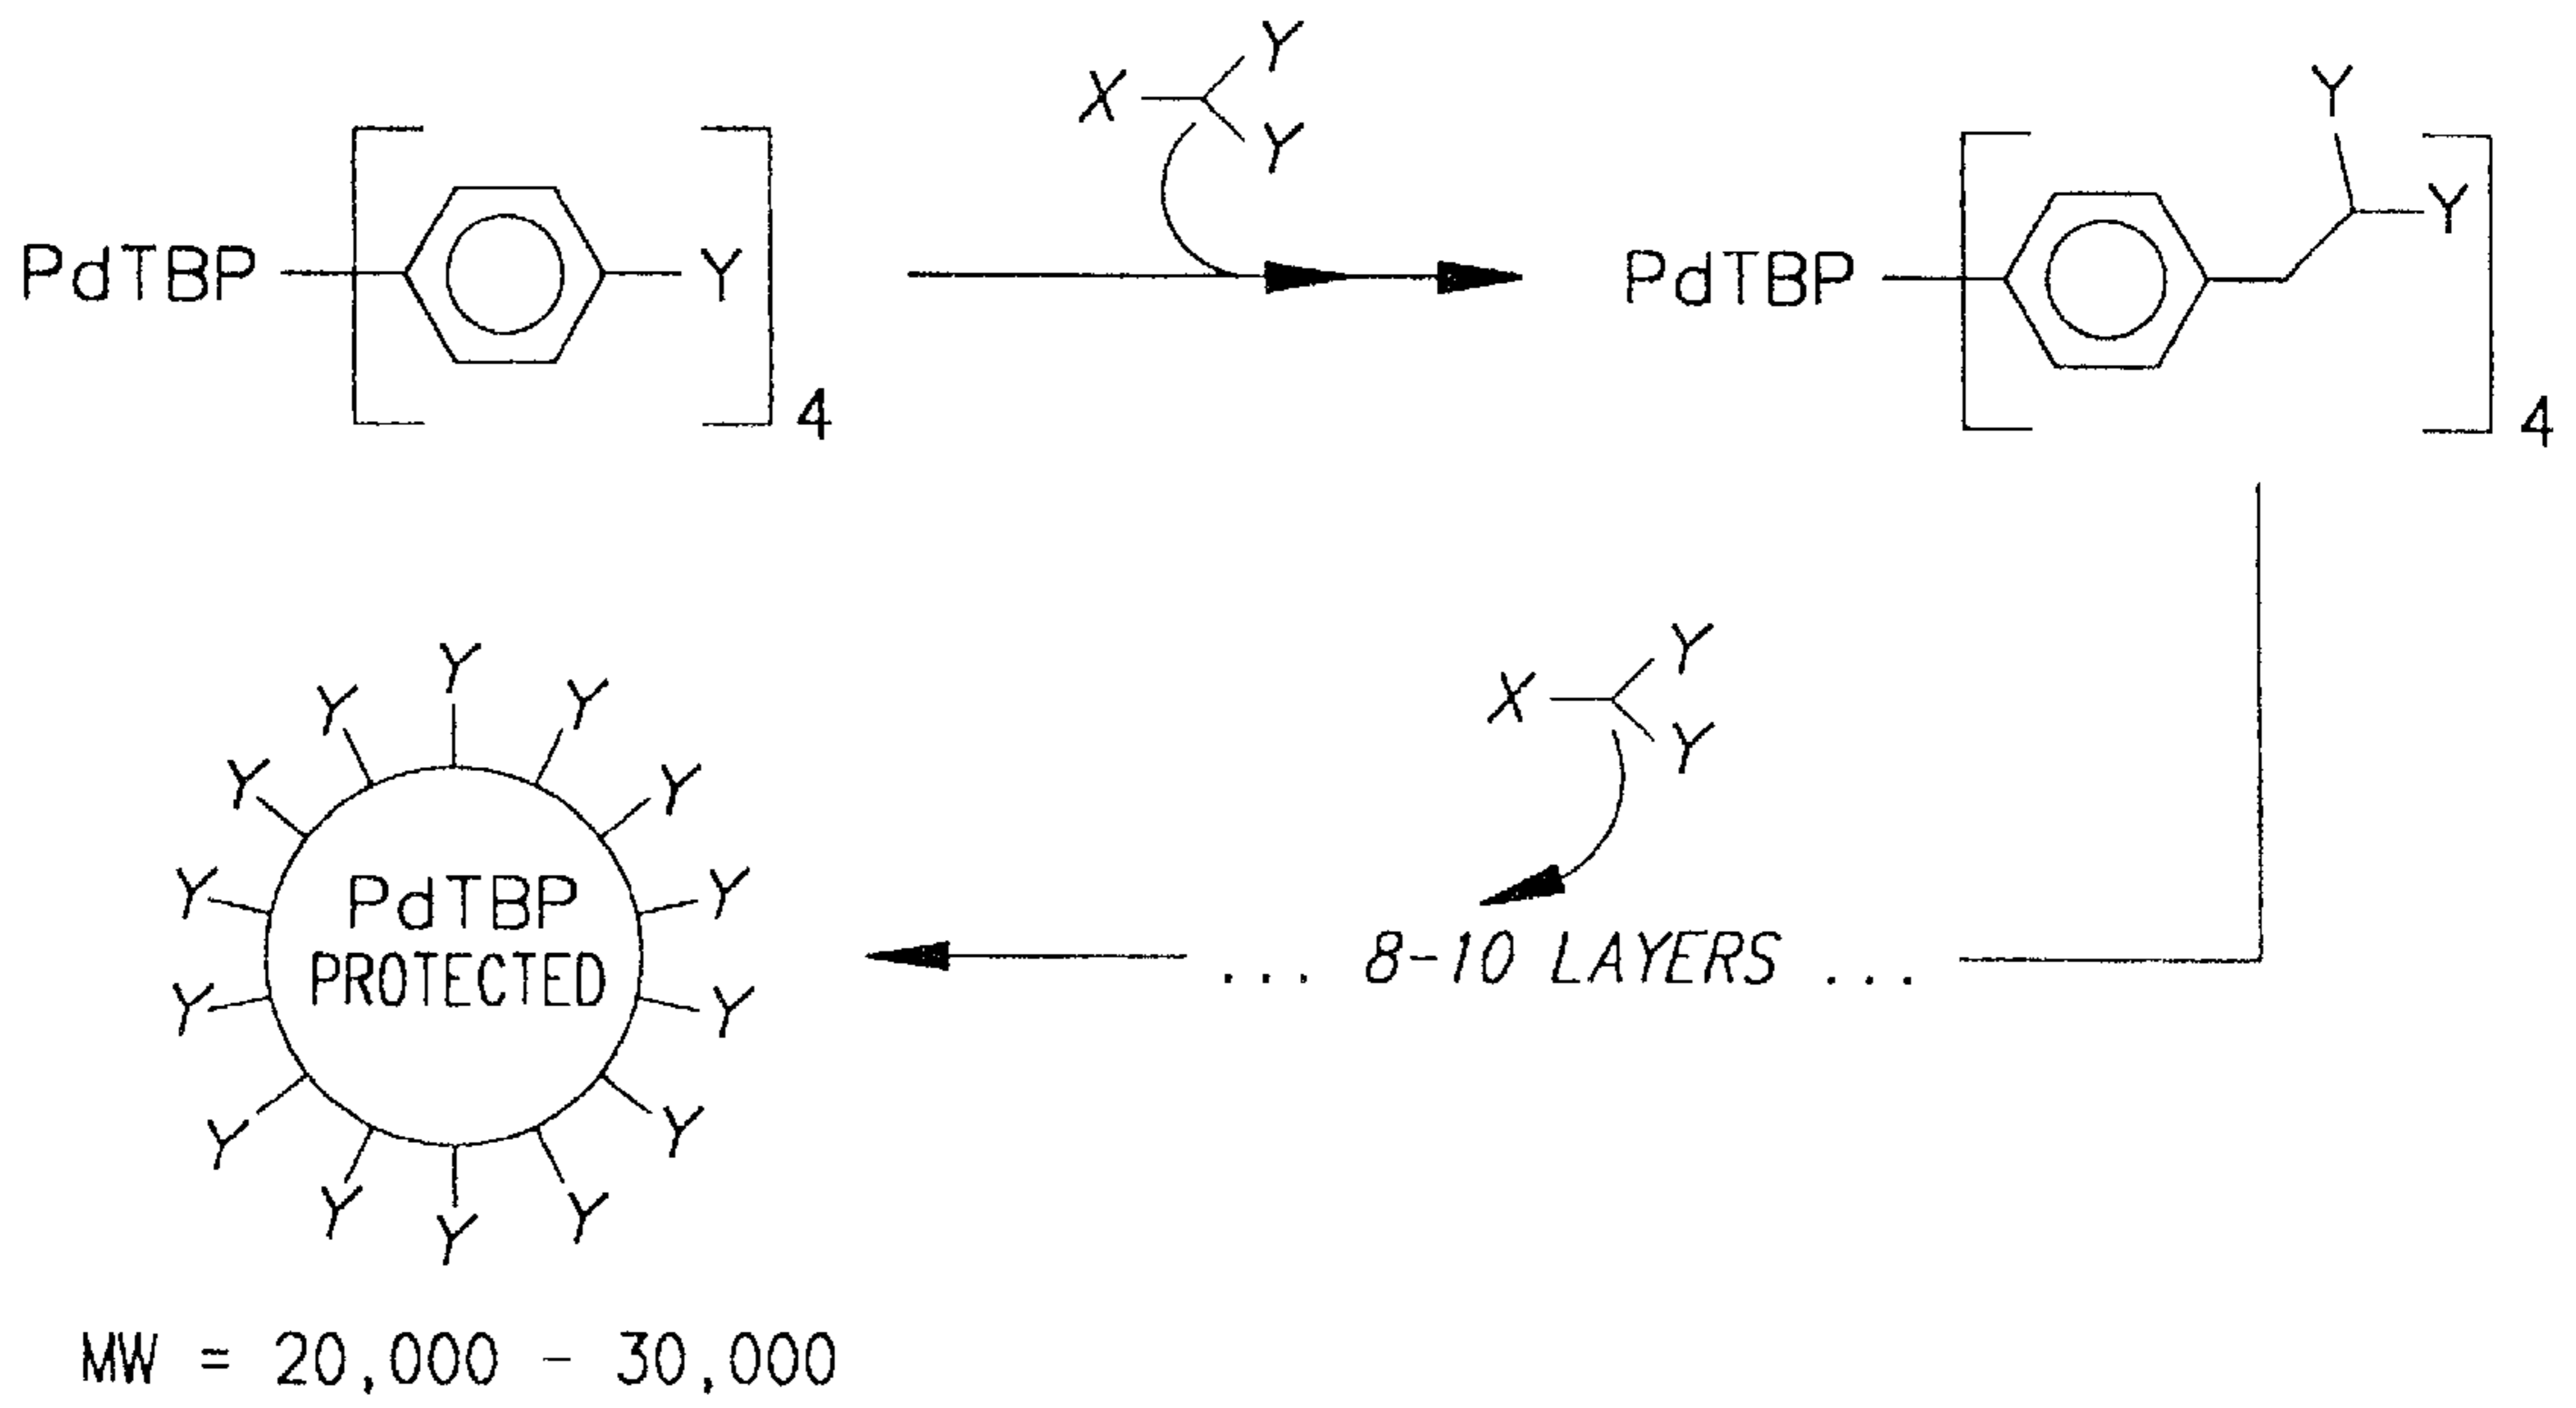 Y
X
Y
PdTBP
Y
4
Y
Y
PdTBP
4
X
Y
Y
... 8-10 LAYERS ...
Y
Y
Y
Y
Y
Y
Y
PdTBP
PROTECTED
Y
Y
Y
Y
Y
Y
Y
MW = 20,000 - 30,000